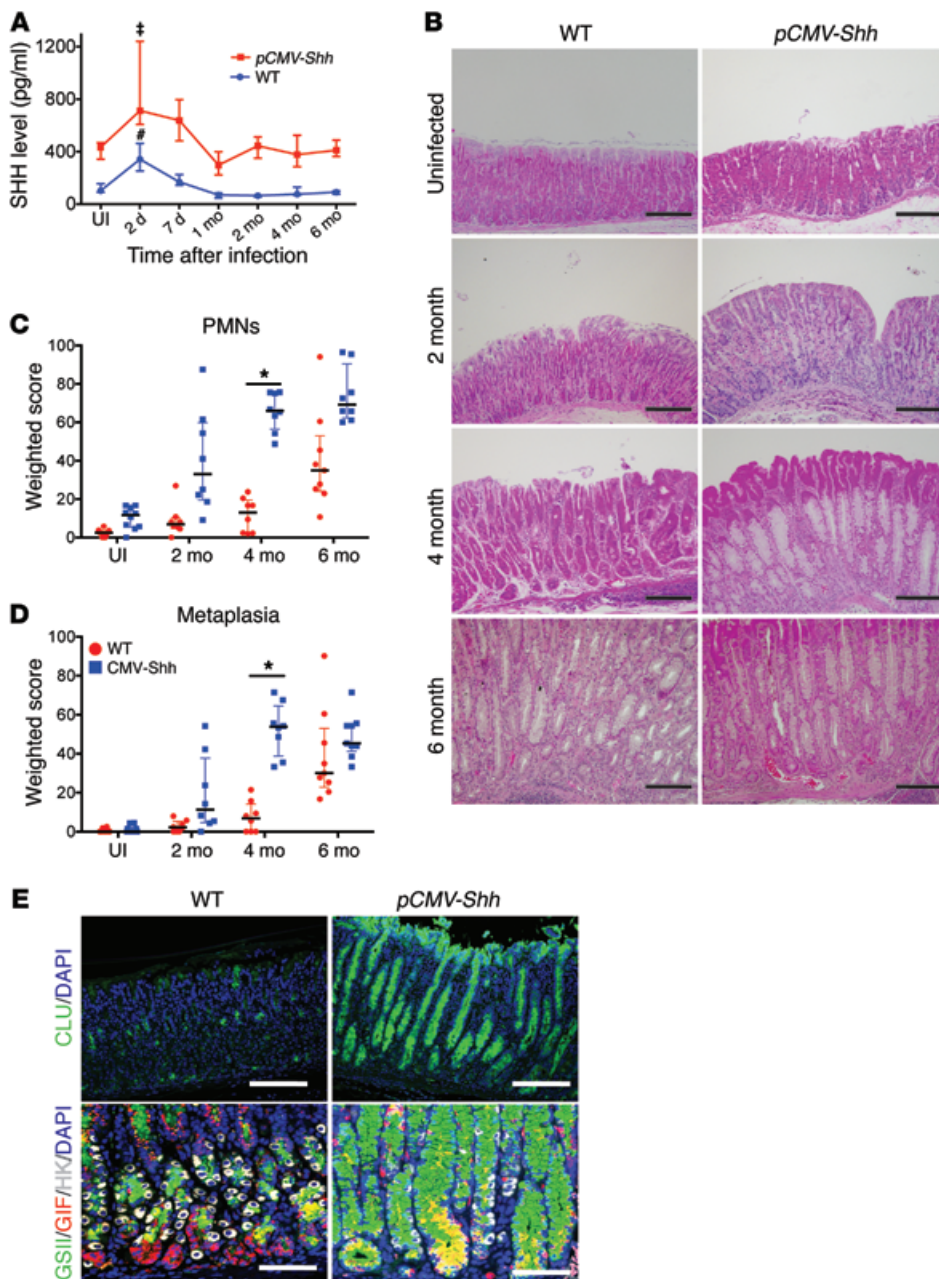 A
SHH level (pg/ml)
1200
800
400
0
‡
#
pCMV-Shh
WT
UI
2 d
7 d
1 mo
2 mo
4 mo
6 mo
Time after infection
B
WT
pCMV-Shh
Uninfected
2 month
4 month
6 month
C
PMNs
Weighted score
100
80
60
40
20
0
*
UI
2 mo
4 mo
6 mo
D
Metaplasia
WT
CMV-Shh
Weighted score
100
80
60
40
20
0
*
UI
2 mo
4 mo
6 mo
E
WT
pCMV-Shh
CLU/DAPI
GSII/GIF/HK/DAPI